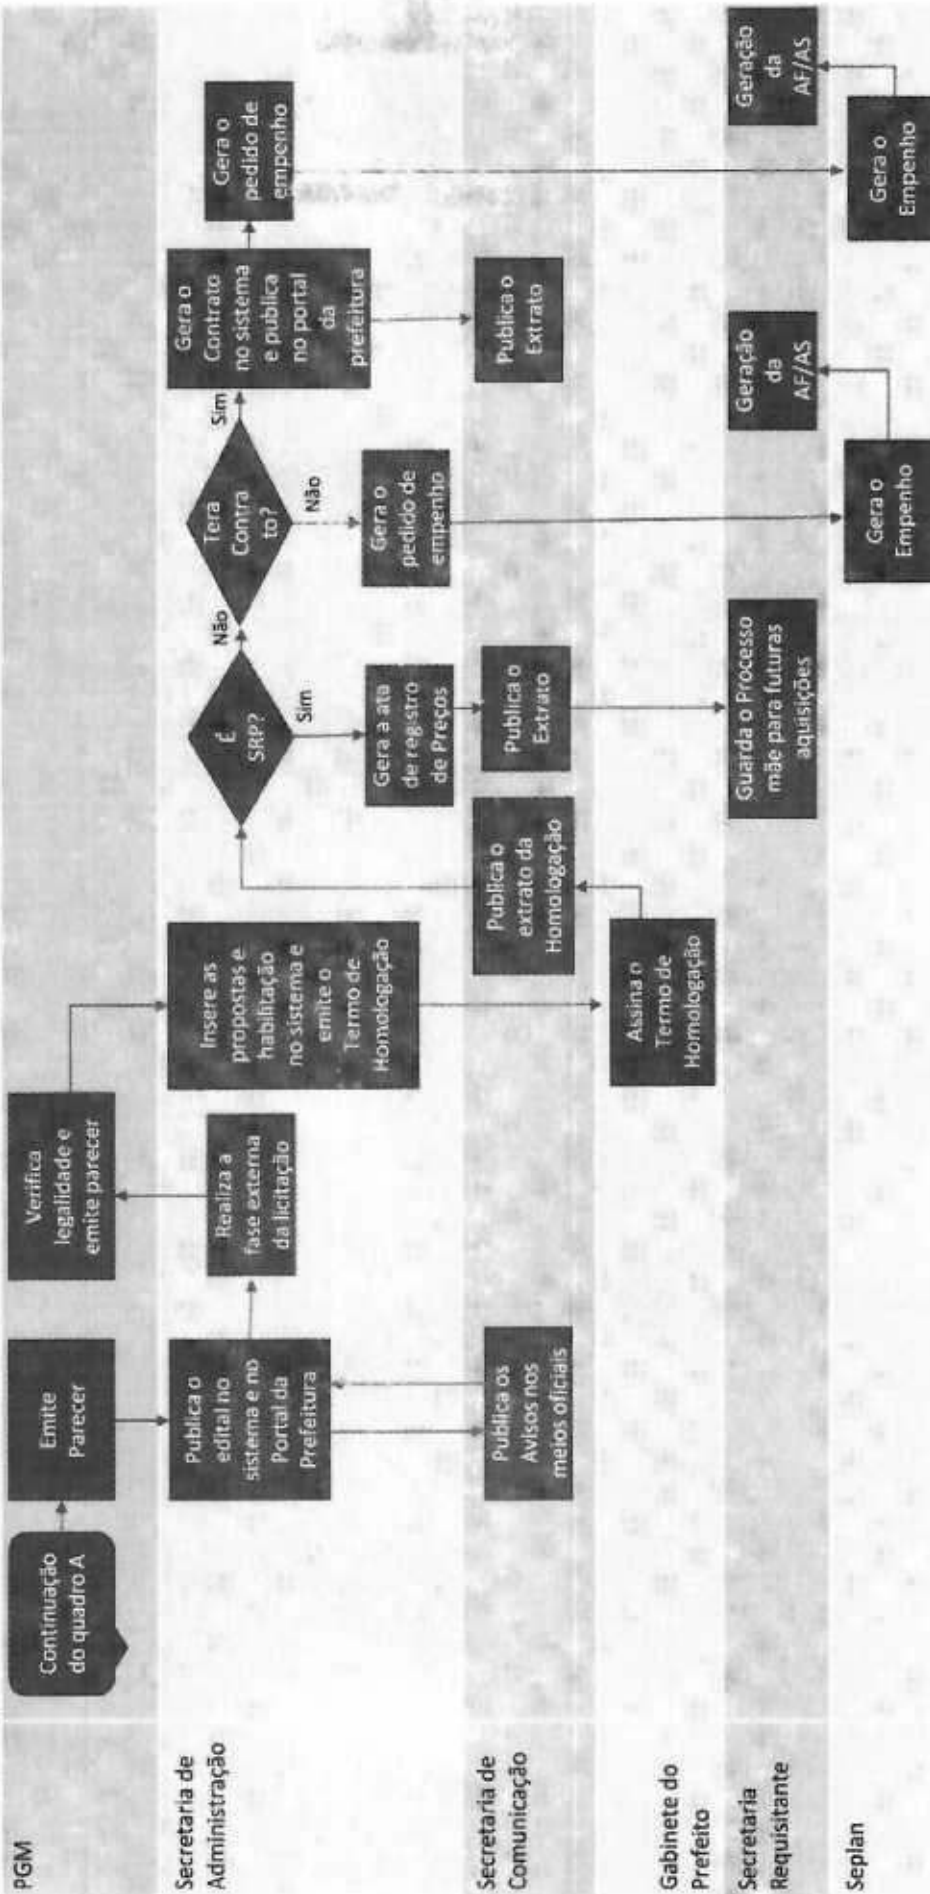 PGM
Continuação
do quadro A
Emite
Parecer
Verifica
legalidade e
emite parecer
Secretaria de
Administração
Publica o
edital no
sistema e no
Portal da
Prefeitura
Realiza a
fase externa
da licitação
Insere as
propostas e
habilitação
no sistema e
emite o
Termo de
Homologação
É
SRP?
Não
Sim
Gera a ata
de registro
de Preços
Tera
Contra
to?
Sim
Não
Gera o
pedido de
empenho
Gera o
Contrato
no sistema
e publica
no portal
da
prefeitura
Gera o
pedido de
empenho
Secretaria de
Comunicação
Publica os
Avisos nos
meios oficiais
Publica o
extrato da
Homologação
Publica o
Extrato
Publica o
Extrato
Gabinete do
Prefeito
Assina o
Termo de
Homologação
Secretaria
Requisitante
Guarda o Processo
mãe para futuras
aquisições
Geração
da
AF/AS
Geração
da
AF/AS
Seplan
Gera o
Empenho
Gera o
Empenho